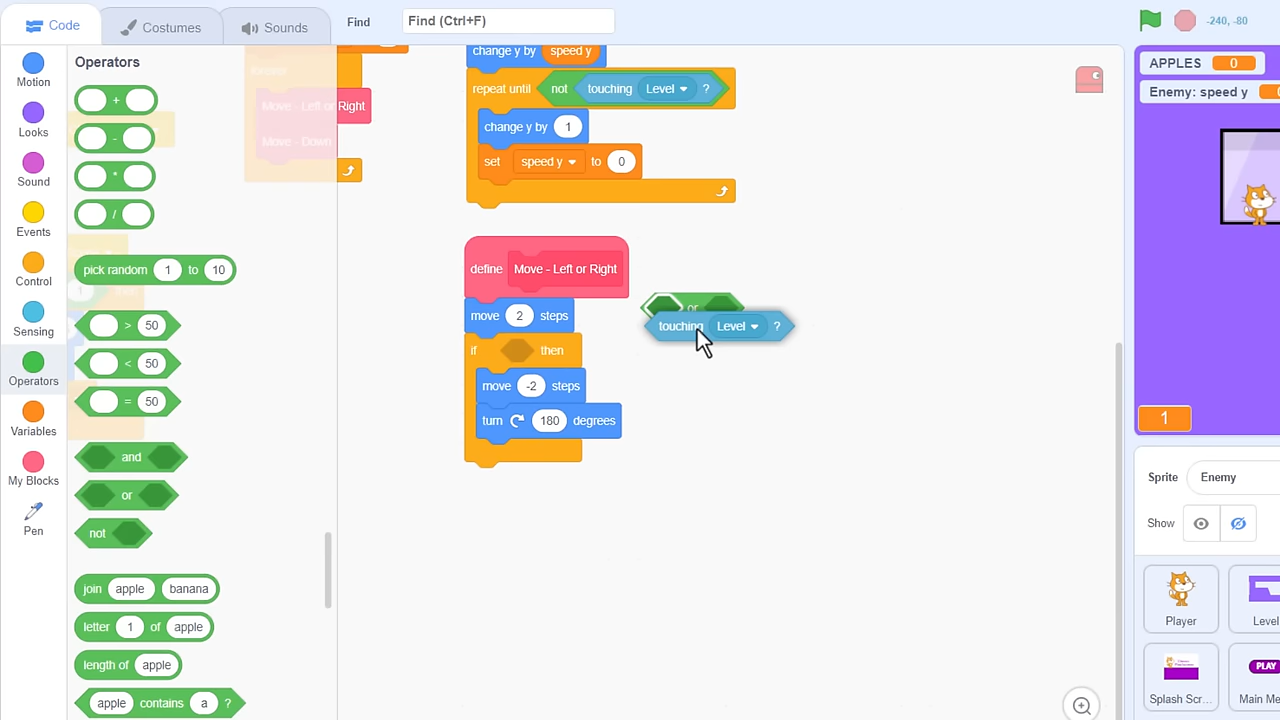 Code
Costumes
Sounds
Find
Find (Ctrl+F)
-240, -80
Motion
Looks
Sound
Events
Control
Sensing
Operators
Variables
My Blocks
Pen
Operators
+
-
*
/
pick random 1 to 10
> 50
< 50
= 50
and
or
not
join apple banana
letter 1 of apple
length of apple
apple contains a ?
Move - Left or Right
Move - Down
change y by speed y
repeat until not touching Level ?
change y by 1
set speed y to 0
define Move - Left or Right
move 2 steps
if then
move -2 steps
turn 180 degrees
or
touching Level ?
APPLES 0
Enemy: speed y
1
Sprite Enemy
Show
Player
Level
Splash Scr...
PLAY
Main Me